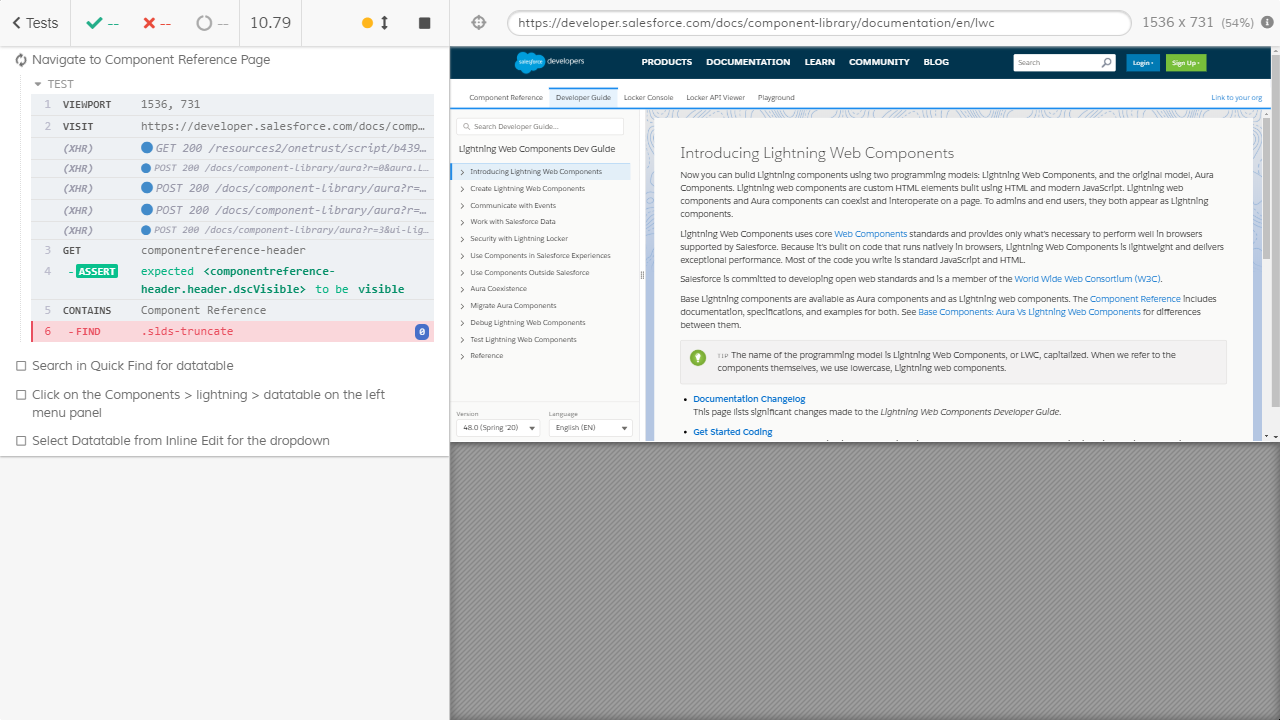 Tests
--
--
--
10.79
https://developer.salesforce.com/docs/component-library/documentation/en/lwc
1536 x 731 (54%)
Navigate to Component Reference Page
TEST
1 VIEWPORT 1536, 731
2 VISIT https://developer.salesforce.com/docs/comp…
(XHR) GET 200 /resources2/onetrust/script/b439…
(XHR) POST 200 /docs/component-library/aura?r=0&aura.L…
(XHR) POST 200 /docs/component-library/aura?r=…
(XHR) POST 200 /docs/component-library/aura?r=…
(XHR) POST 200 /docs/component-library/aura?r=3&ui-lig…
3 GET componentreference-header
4 -ASSERT expected <componentreference-
header.header.dscVisible> to be visible
5 CONTAINS Component Reference
6 -FIND .slds-truncate 0
Search in Quick Find for datatable
Click on the Components > lightning > datatable on the left
menu panel
Select Datatable from Inline Edit for the dropdown
salesforce developers
PRODUCTS DOCUMENTATION LEARN COMMUNITY BLOG
Search
Login
Sign Up
Component Reference Developer Guide Locker Console Locker API Viewer Playground
Link to your org
Search Developer Guide...
Lightning Web Components Dev Guide
Introducing Lightning Web Components
Create Lightning Web Components
Communicate with Events
Work with Salesforce Data
Security with Lightning Locker
Use Components in Salesforce Experiences
Use Components Outside Salesforce
Aura Coexistence
Migrate Aura Components
Debug Lightning Web Components
Test Lightning Web Components
Reference
Version Language
48.0 (Spring '20) English (EN)
Introducing Lightning Web Components
Now you can build Lightning components using two programming models: Lightning Web Components, and the original model, Aura
Components. Lightning web components are custom HTML elements built using HTML and modern JavaScript. Lightning web
components and Aura components can coexist and interoperate on a page. To admins and end users, they both appear as Lightning
components.
Lightning Web Components uses core Web Components standards and provides only what's necessary to perform well in browsers
supported by Salesforce. Because it's built on code that runs natively in browsers, Lightning Web Components is lightweight and delivers
exceptional performance. Most of the code you write is standard JavaScript and HTML.
Salesforce is committed to developing open web standards and is a member of the World Wide Web Consortium (W3C).
Base Lightning components are available as Aura components and as Lightning web components. The Component Reference includes
documentation, specifications, and examples for both. See Base Components: Aura Vs Lightning Web Components for differences
between them.
TIP The name of the programming model is Lightning Web Components, or LWC, capitalized. When we refer to the
components themselves, we use lowercase, Lightning web components.
• Documentation Changelog
This page lists significant changes made to the Lightning Web Components Developer Guide.
• Get Started Coding